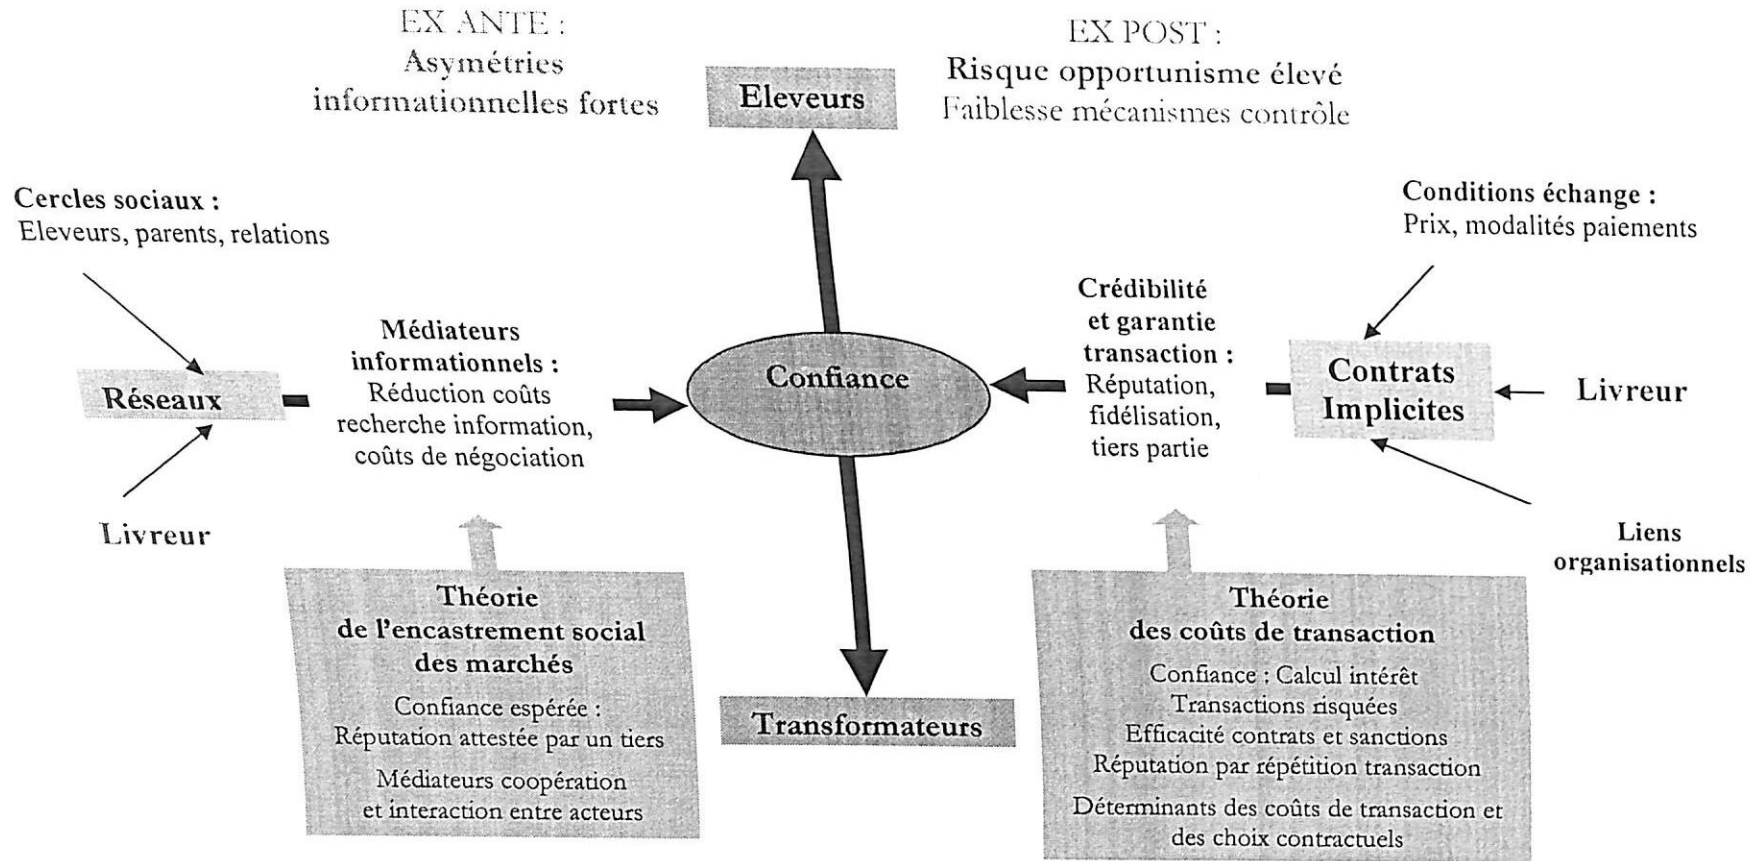 EX ANTE :
Asymétries
informationnelles fortes
Eleveurs
EX POST :
Risque opportunisme élevé
Faiblesse mécanismes contrôle
Cercles sociaux :
Eleveurs, parents, relations
Réseaux
Livreur
Médiateurs
informationnels :
Réduction coûts
recherche information,
coûts de négociation
Confiance
Crédibilité
et garantie
transaction :
Réputation,
fidélisation,
tiers partie
Conditions échange :
Prix, modalités paiements
Contrats
Implicites
Livreur
Liens
organisationnels
Théorie
de l'encastrement social
des marchés
Confiance espérée :
Réputation attestée par un tiers
Médiateurs coopération
et interaction entre acteurs
Transformateurs
Théorie
des coûts de transaction
Confiance : Calcul intérêt
Transactions risquées
Efficacité contrats et sanctions
Réputation par répétition transaction
Déterminants des coûts de transaction et
des choix contractuels